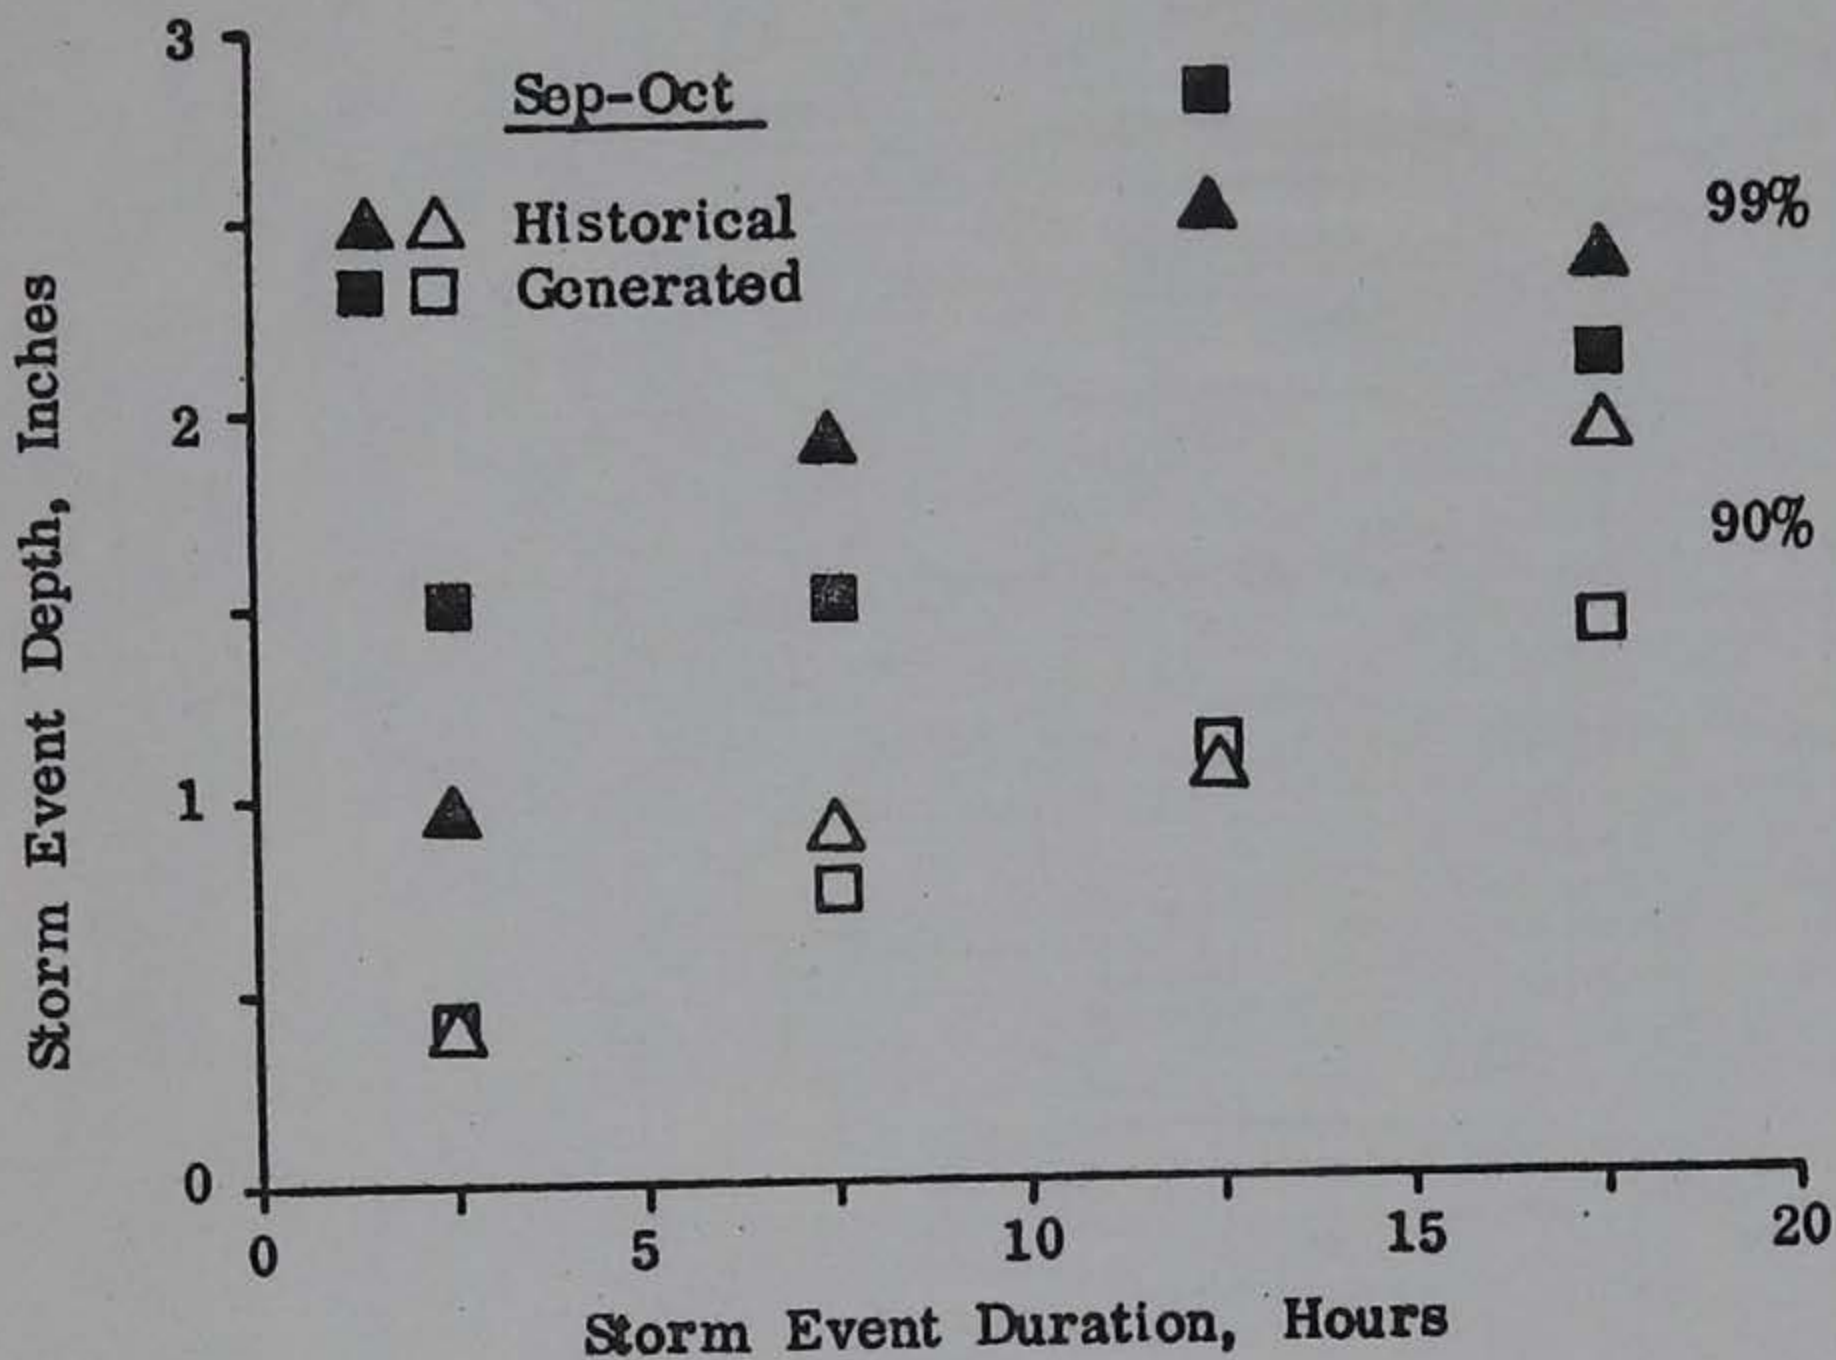 3
Sep-Oct
99%
Historical
Generated
2
90%
1
0
0 5 10 15 20
Storm Event Depth, Inches
Storm Event Duration, Hours